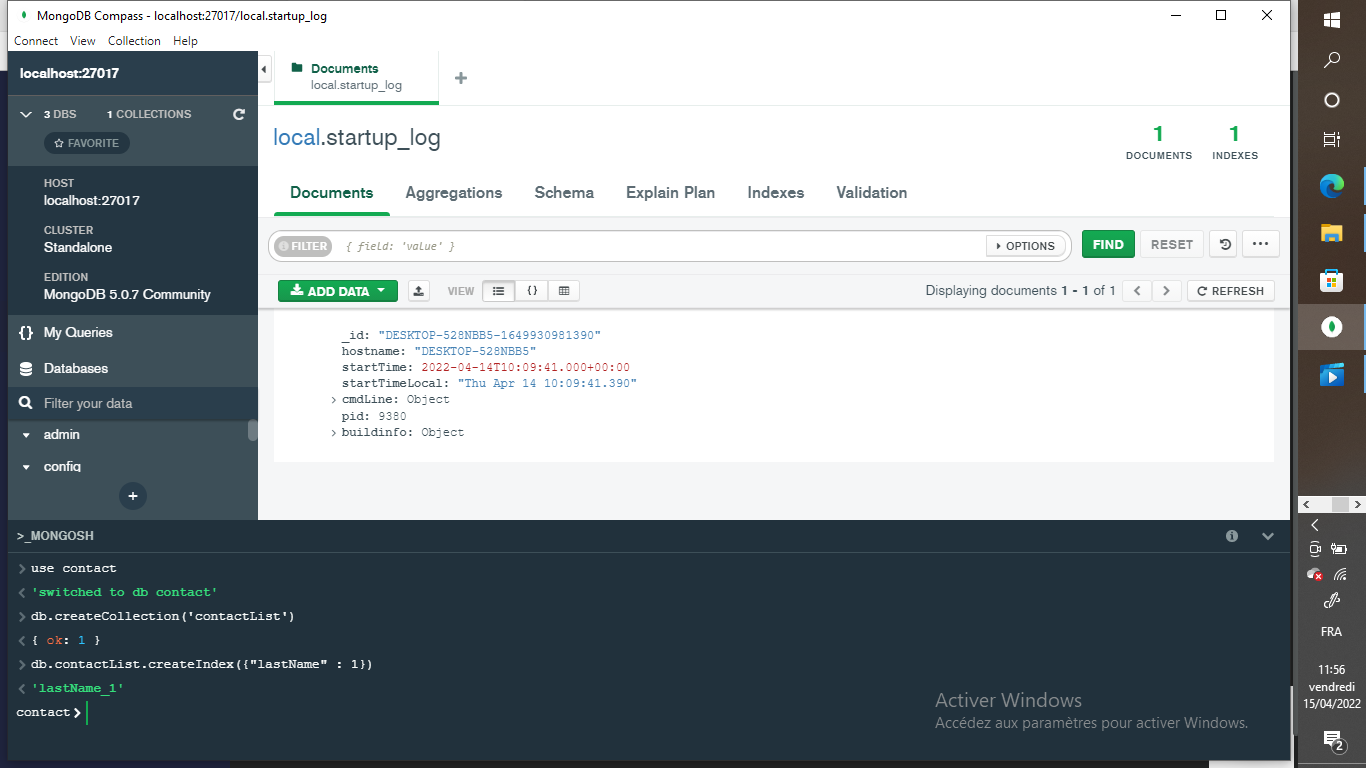 MongoDB Compass - localhost:27017/local.startup_log
Connect View Collection Help
localhost:27017
3 DBS 1 COLLECTIONS
FAVORITE
HOST
localhost:27017
CLUSTER
Standalone
EDITION
MongoDB 5.0.7 Community
My Queries
Databases
Filter your data
admin
config
Documents
local.startup_log
local.startup_log
1 DOCUMENTS
1 INDEXES
Documents Aggregations Schema Explain Plan Indexes Validation
FILTER { field: 'value' } OPTIONS FIND RESET
ADD DATA VIEW {} Displaying documents 1 - 1 of 1 REFRESH
_id: "DESKTOP-528NBB5-1649930981390"
hostname: "DESKTOP-528NBB5"
startTime: 2022-04-14T10:09:41.000+00:00
startTimeLocal: "Thu Apr 14 10:09:41.390"
> cmdLine: Object
pid: 9380
> buildinfo: Object
>_MONGOSH
> use contact
< 'switched to db contact'
> db.createCollection('contactList')
< { ok: 1 }
> db.contactList.createIndex({"lastName" : 1})
< 'lastName_1'
contact >
Activer Windows
Accédez aux paramètres pour activer Windows.
FRA
11:56
vendredi
15/04/2022
2